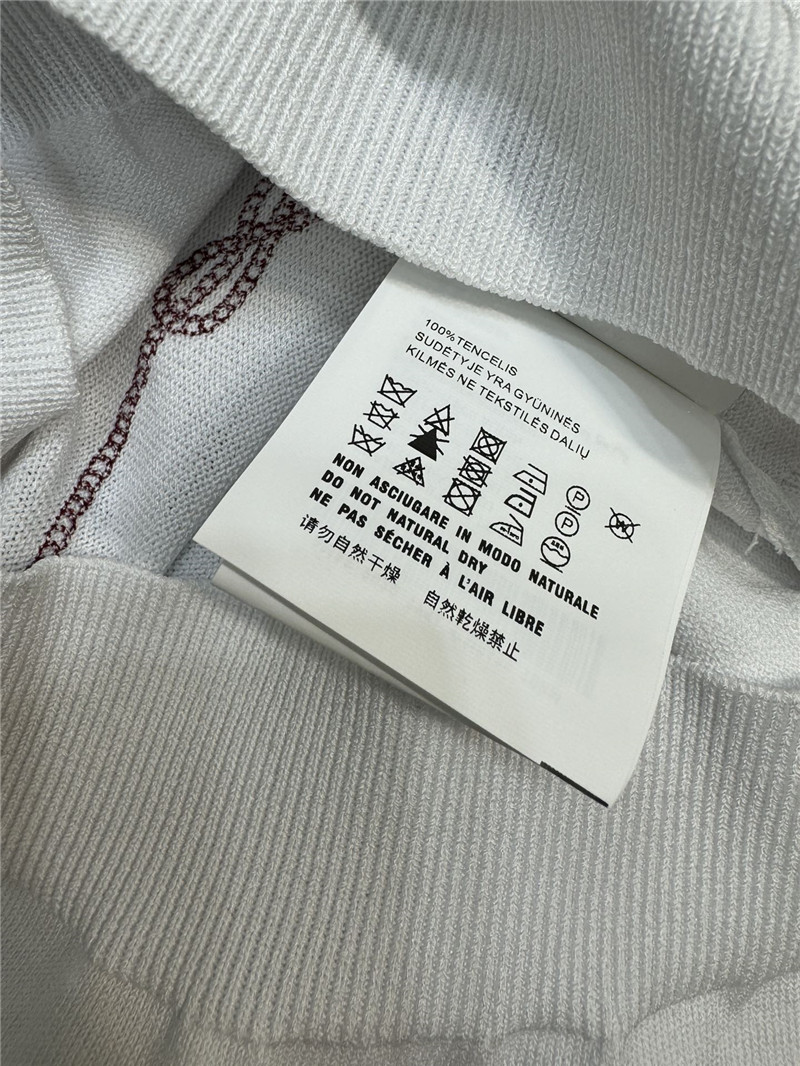 100%TENCELIS
SUDĖTYJE YRA GYŪNINĖS
KILMĖS NE TEKSTILĖS DALIŲ
P
P
W
NON ASCIUGARE IN MODO NATURALE
DO NOT NATURAL DRY
NE PAS SÉCHER À L'AIR LIBRE
请勿自然干燥 自然乾燥禁止